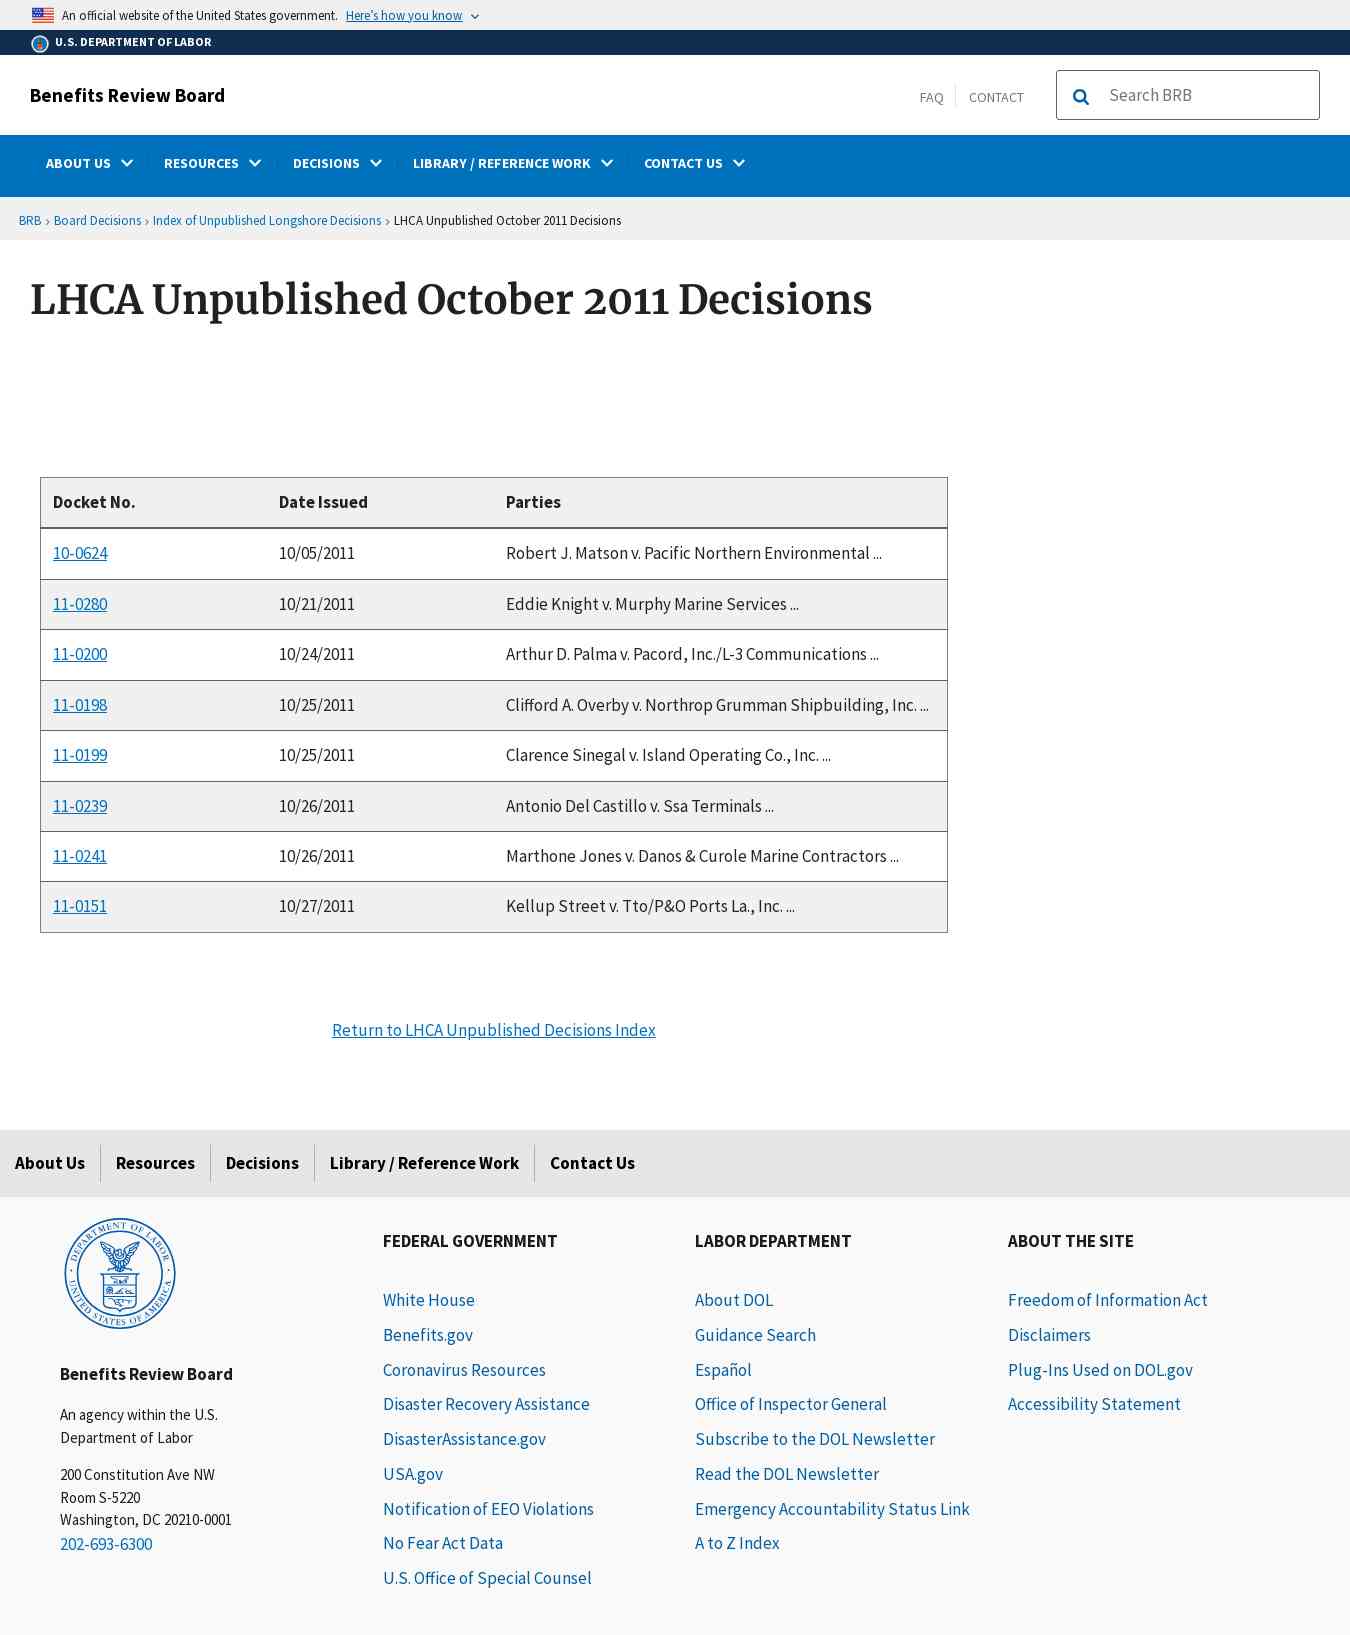 An official website of the United States government. Here's how you know
U.S. DEPARTMENT OF LABOR
Benefits Review Board
FAQ CONTACT Search BRB
ABOUT US RESOURCES DECISIONS LIBRARY / REFERENCE WORK CONTACT US
BRB › Board Decisions › Index of Unpublished Longshore Decisions › LHCA Unpublished October 2011 Decisions
LHCA Unpublished October 2011 Decisions
Docket No. Date Issued Parties
10-0624 10/05/2011 Robert J. Matson v. Pacific Northern Environmental ...
11-0280 10/21/2011 Eddie Knight v. Murphy Marine Services ...
11-0200 10/24/2011 Arthur D. Palma v. Pacord, Inc./L-3 Communications ...
11-0198 10/25/2011 Clifford A. Overby v. Northrop Grumman Shipbuilding, Inc. ...
11-0199 10/25/2011 Clarence Sinegal v. Island Operating Co., Inc. ...
11-0239 10/26/2011 Antonio Del Castillo v. Ssa Terminals ...
11-0241 10/26/2011 Marthone Jones v. Danos & Curole Marine Contractors ...
11-0151 10/27/2011 Kellup Street v. Tto/P&O Ports La., Inc. ...
Return to LHCA Unpublished Decisions Index
About Us Resources Decisions Library / Reference Work Contact Us
DEPARTMENT OF LABOR
UNITED STATES OF AMERICA
Benefits Review Board
An agency within the U.S.
Department of Labor
200 Constitution Ave NW
Room S-5220
Washington, DC 20210-0001
202-693-6300
FEDERAL GOVERNMENT
White House
Benefits.gov
Coronavirus Resources
Disaster Recovery Assistance
DisasterAssistance.gov
USA.gov
Notification of EEO Violations
No Fear Act Data
U.S. Office of Special Counsel
LABOR DEPARTMENT
About DOL
Guidance Search
Español
Office of Inspector General
Subscribe to the DOL Newsletter
Read the DOL Newsletter
Emergency Accountability Status Link
A to Z Index
ABOUT THE SITE
Freedom of Information Act
Disclaimers
Plug-Ins Used on DOL.gov
Accessibility Statement